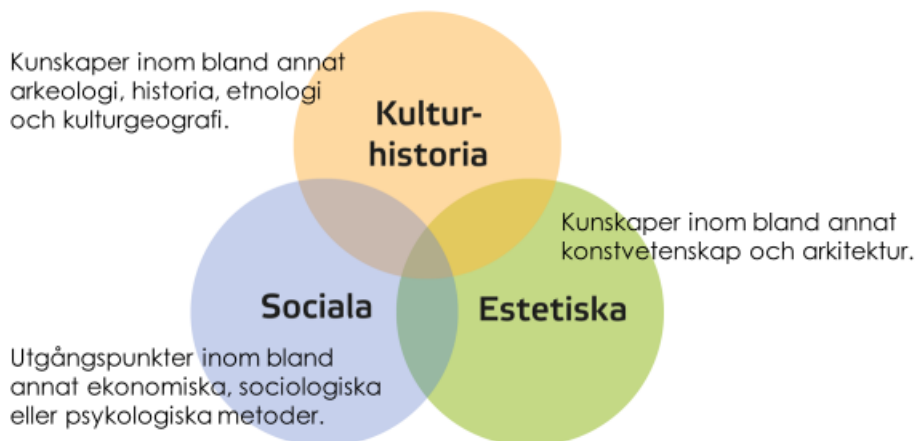 Kunskaper inom bland annat
arkeologi, historia, etnologi
och kulturgeografi.
Kultur-
historia
Kunskaper inom bland annat
konstvetenskap och arkitektur.
Sociala
Estetiska
Utgångspunkter inom bland
annat ekonomiska, sociologiska
eller psykologiska metoder.